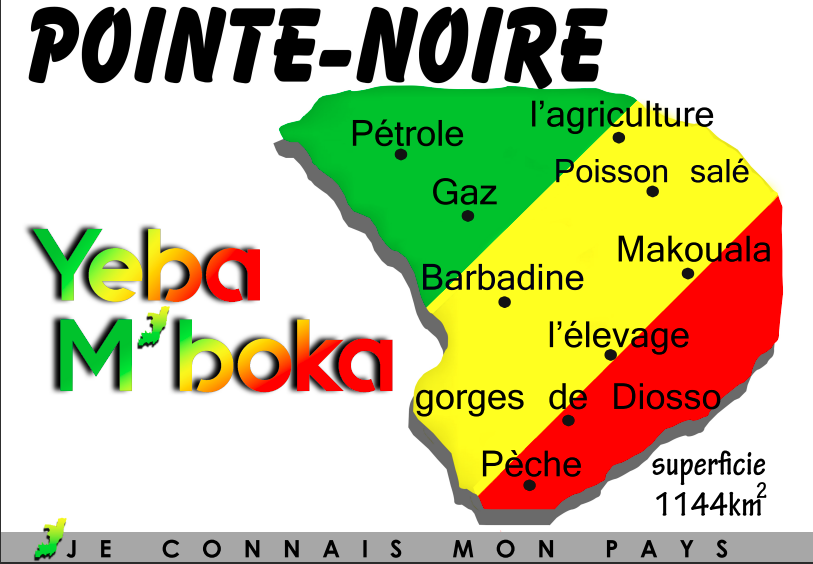 POINTE-NOIRE
Pétrole
l'agriculture
Poisson salé
Gaz
Makouala
Barbadine
l'élevage
gorges de Diosso
Pèche
Yeba
M'boka
superficie
1144km²
JE CONNAIS MON PAYS